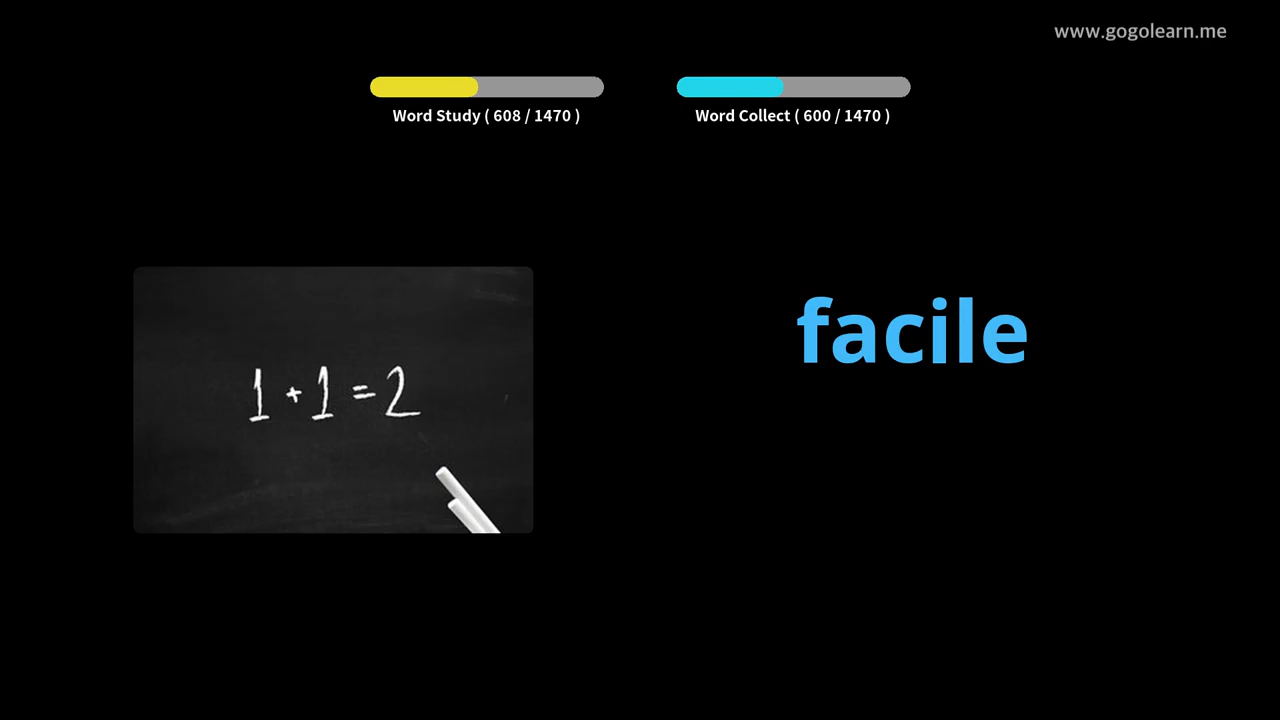 www.gogolearn.me
Word Study ( 608 / 1470 )
Word Collect ( 600 / 1470 )
1 + 1 = 2
facile